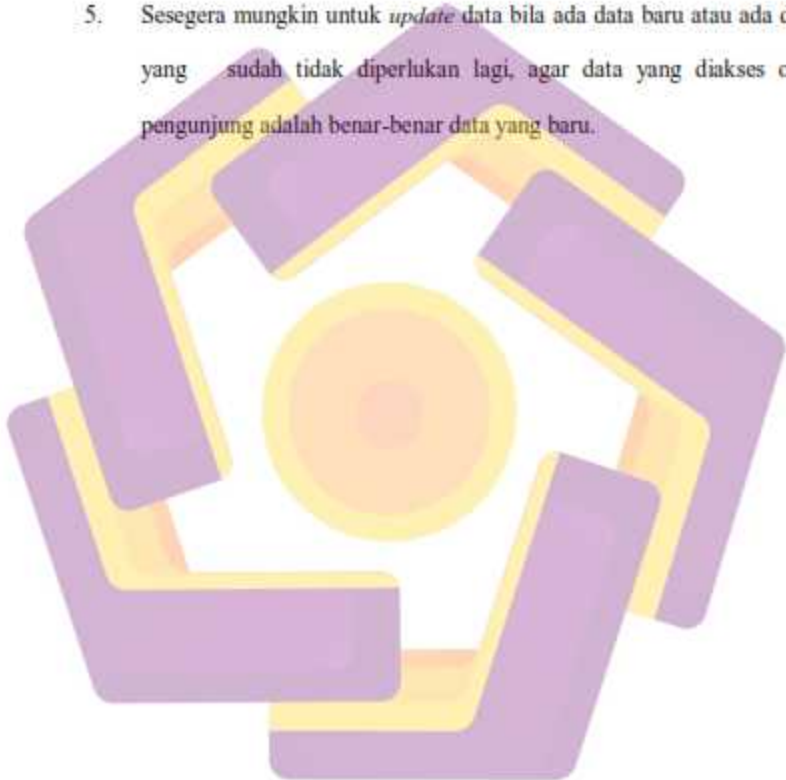 5. Sesegera mungkin untuk update data bila ada data baru atau ada
yang sudah tidak diperlukan lagi, agar data yang diakses
pengunjung adalah benar-benar data yang baru.